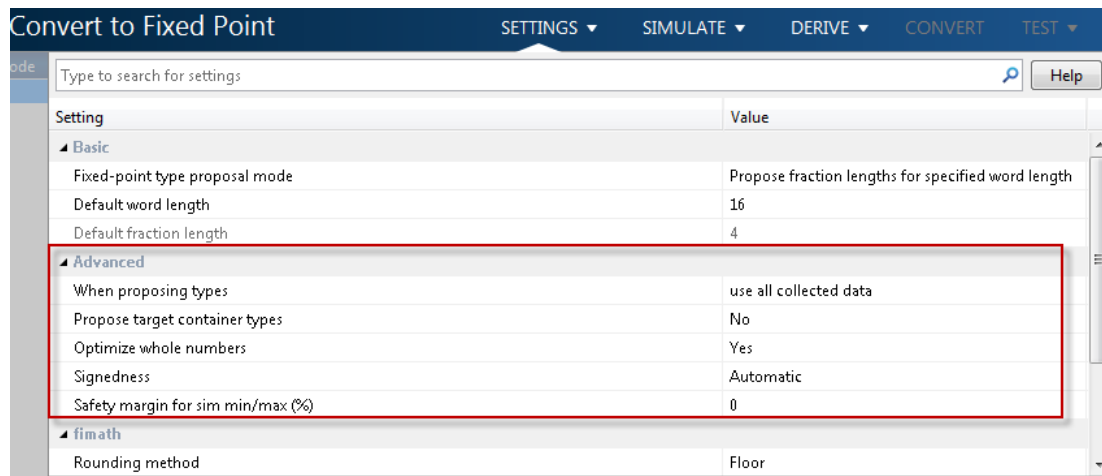 Convert to Fixed Point SETTINGS ▼ SIMULATE ▼ DERIVE ▼ CONVERT TEST ▼
ode
Type to search for settings Help
Setting Value
Basic
Fixed-point type proposal mode Propose fraction lengths for specified word length
Default word length 16
Default fraction length 4
Advanced
When proposing types use all collected data
Propose target container types No
Optimize whole numbers Yes
Signedness Automatic
Safety margin for sim min/max (%) 0
fimath
Rounding method Floor